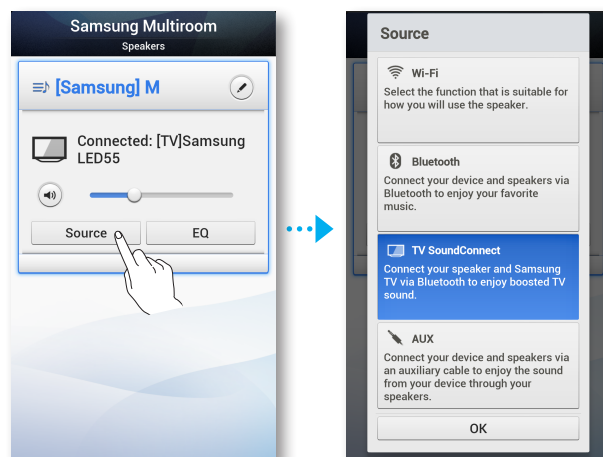 Samsung Multiroom
Speakers
[Samsung] M
Connected: [TV]Samsung
LED55
Source
EQ
Source
Wi-Fi
Select the function that is suitable for
how you will use the speaker.
Bluetooth
Connect your device and speakers via
Bluetooth to enjoy your favorite
music.
TV SoundConnect
Connect your speaker and Samsung
TV via Bluetooth to enjoy boosted TV
sound.
AUX
Connect your device and speakers via
an auxiliary cable to enjoy the sound
from your device through your
speakers.
OK